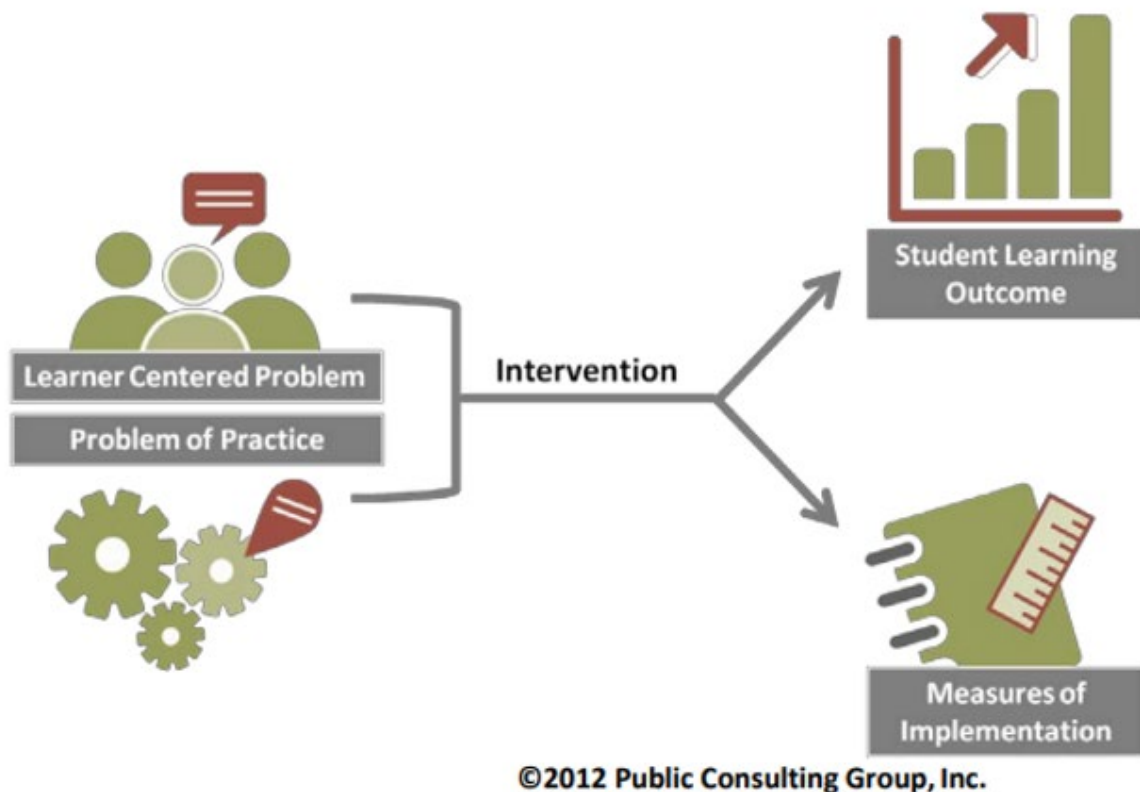 Learner Centered Problem
Problem of Practice
Intervention
Student Learning
Outcome
Measures of
Implementation
©2012 Public Consulting Group, Inc.